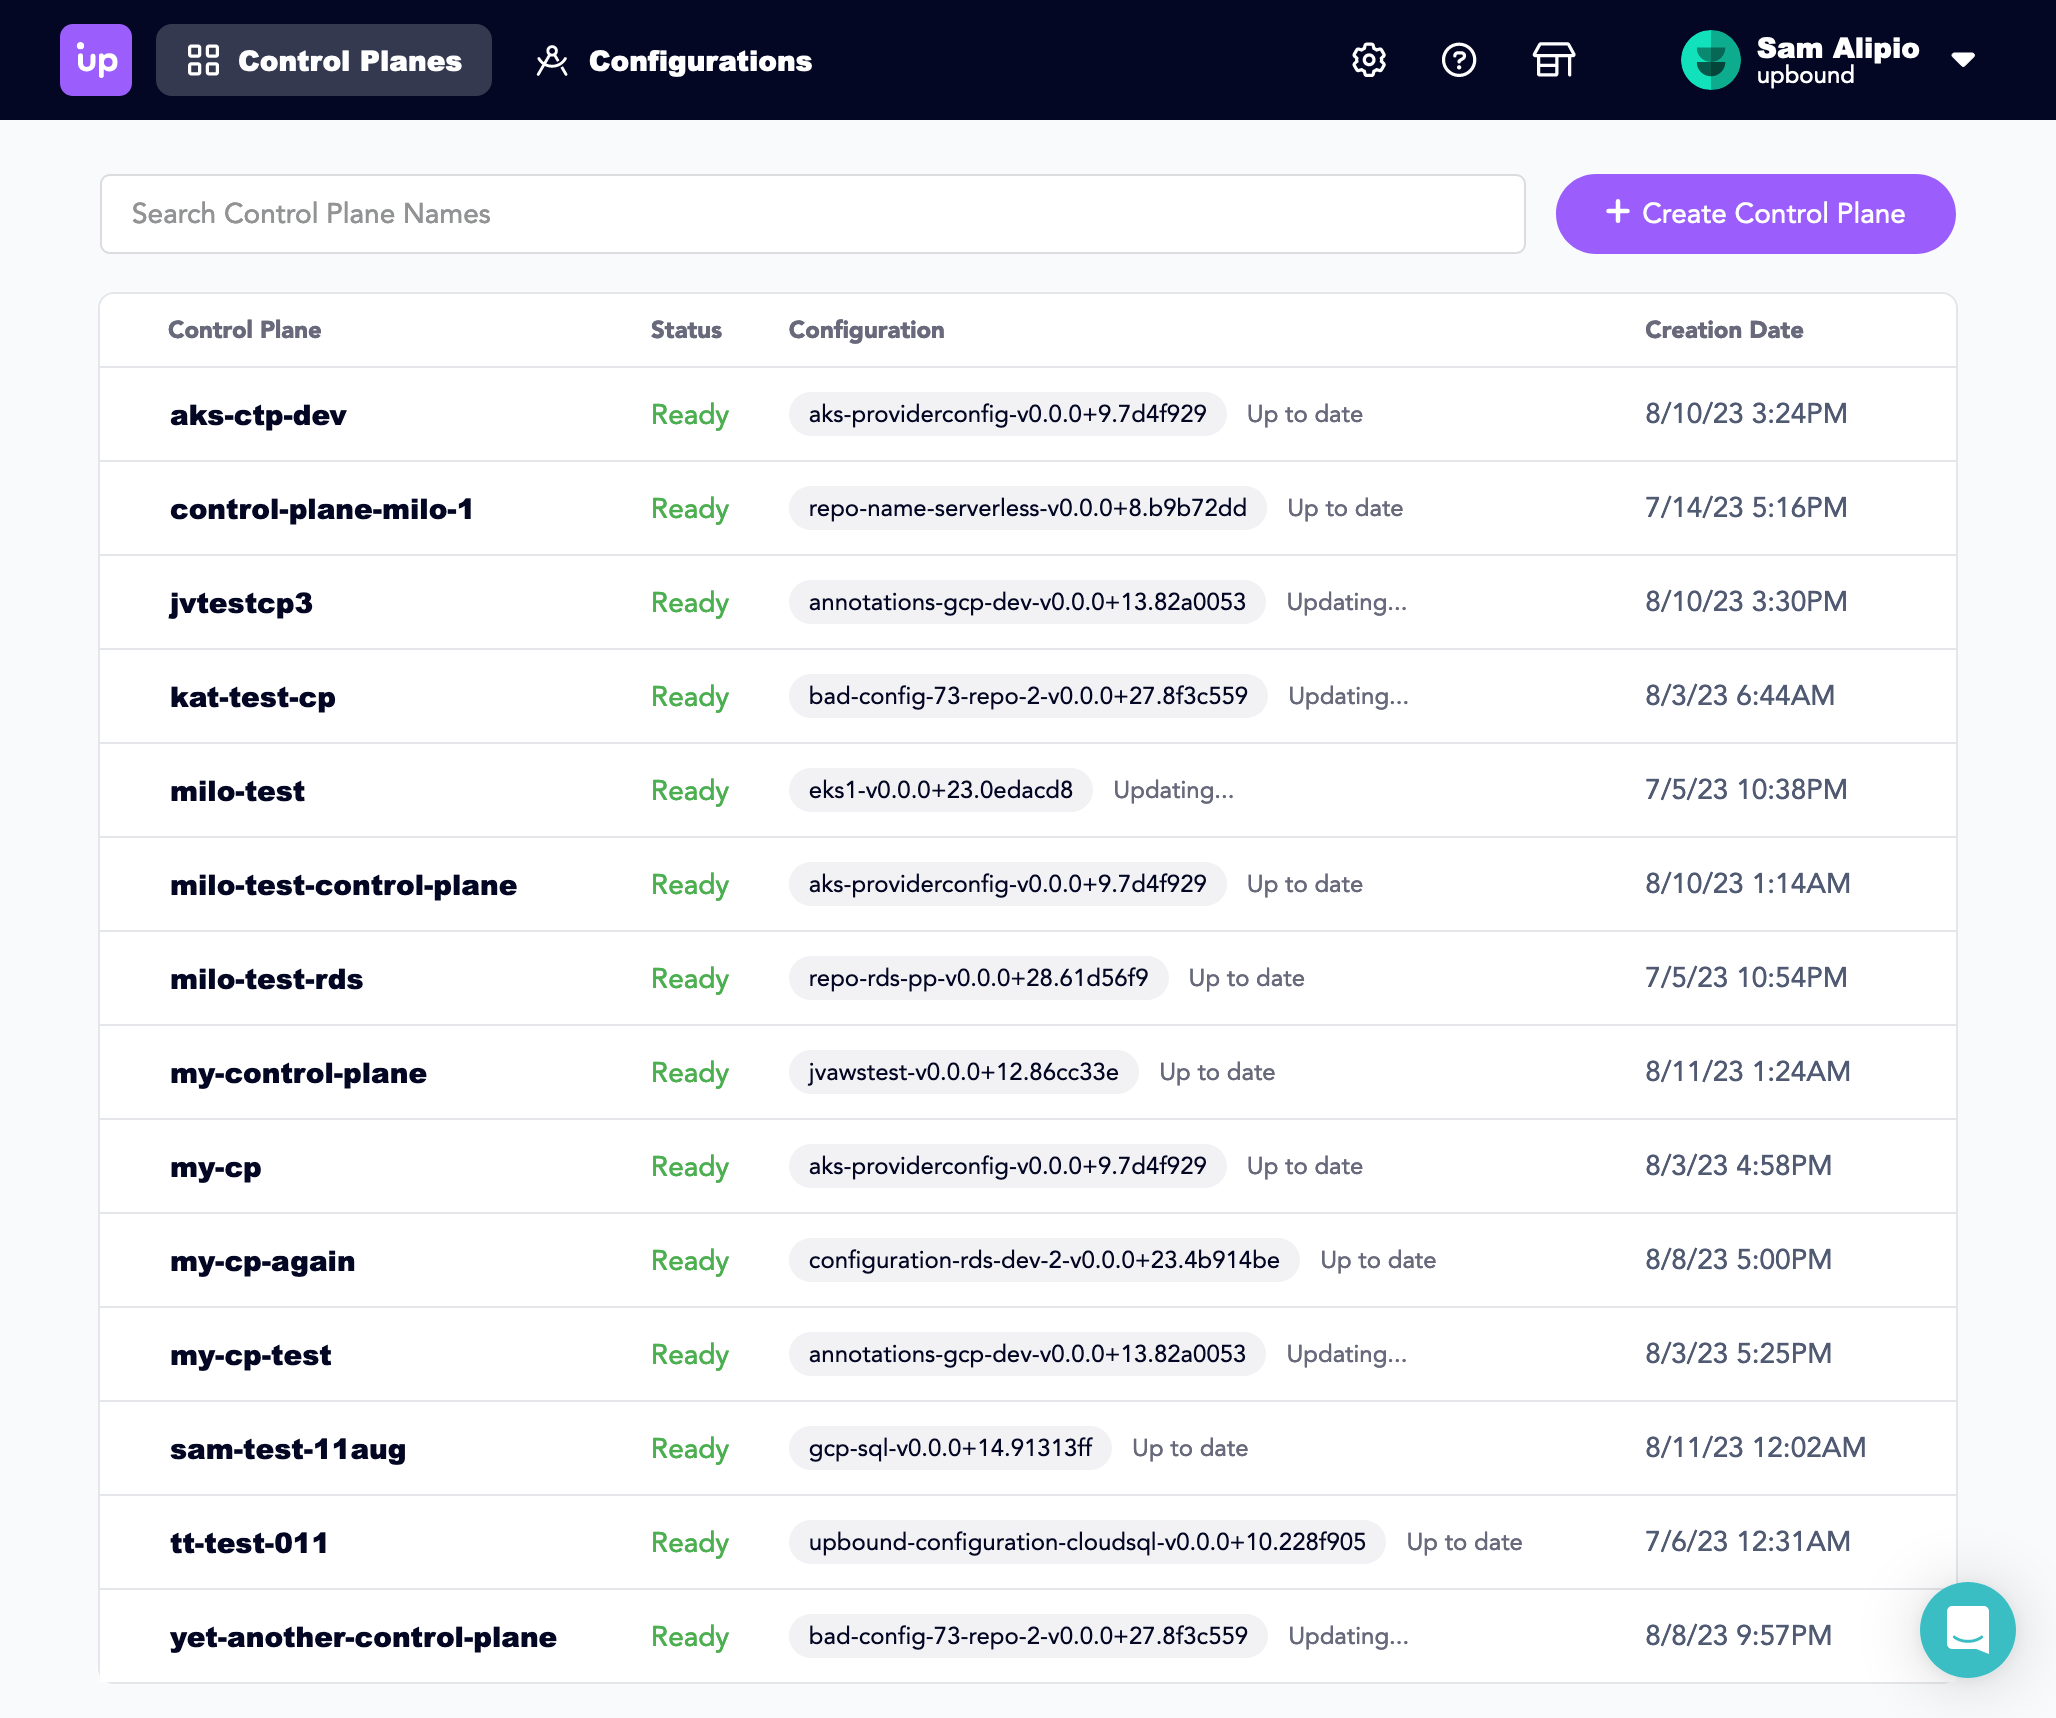 up Control Planes Configurations Sam Alipio
upbound
Search Control Plane Names + Create Control Plane
Control Plane Status Configuration Creation Date
aks-ctp-dev Ready aks-providerconfig-v0.0.0+9.7d4f929 Up to date 8/10/23 3:24PM
control-plane-milo-1 Ready repo-name-serverless-v0.0.0+8.b9b72dd Up to date 7/14/23 5:16PM
jvtestcp3 Ready annotations-gcp-dev-v0.0.0+13.82a0053 Updating... 8/10/23 3:30PM
kat-test-cp Ready bad-config-73-repo-2-v0.0.0+27.8f3c559 Updating... 8/3/23 6:44AM
milo-test Ready eks1-v0.0.0+23.0edacd8 Updating... 7/5/23 10:38PM
milo-test-control-plane Ready aks-providerconfig-v0.0.0+9.7d4f929 Up to date 8/10/23 1:14AM
milo-test-rds Ready repo-rds-pp-v0.0.0+28.61d56f9 Up to date 7/5/23 10:54PM
my-control-plane Ready jvawstest-v0.0.0+12.86cc33e Up to date 8/11/23 1:24AM
my-cp Ready aks-providerconfig-v0.0.0+9.7d4f929 Up to date 8/3/23 4:58PM
my-cp-again Ready configuration-rds-dev-2-v0.0.0+23.4b914be Up to date 8/8/23 5:00PM
my-cp-test Ready annotations-gcp-dev-v0.0.0+13.82a0053 Updating... 8/3/23 5:25PM
sam-test-11aug Ready gcp-sql-v0.0.0+14.91313ff Up to date 8/11/23 12:02AM
tt-test-011 Ready upbound-configuration-cloudsql-v0.0.0+10.228f905 Up to date 7/6/23 12:31AM
yet-another-control-plane Ready bad-config-73-repo-2-v0.0.0+27.8f3c559 Updating... 8/8/23 9:57PM